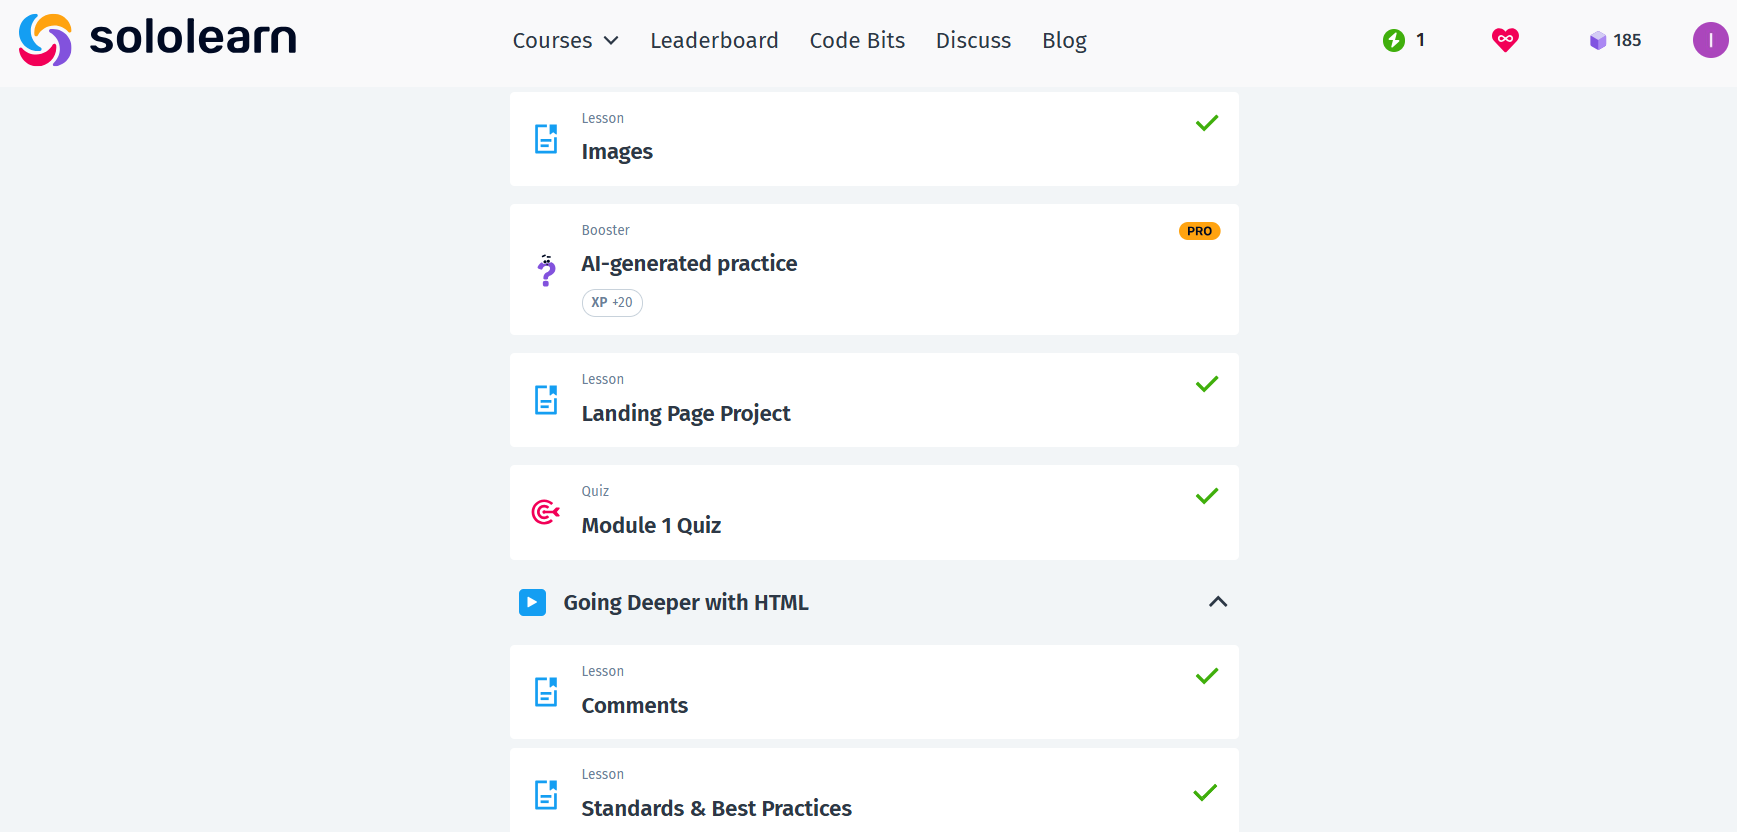 sololearn
Courses Leaderboard Code Bits Discuss Blog
1
185
I
Lesson
Images
Booster
PRO
AI-generated practice
XP +20
Lesson
Landing Page Project
Quiz
Module 1 Quiz
Going Deeper with HTML
Lesson
Comments
Lesson
Standards & Best Practices